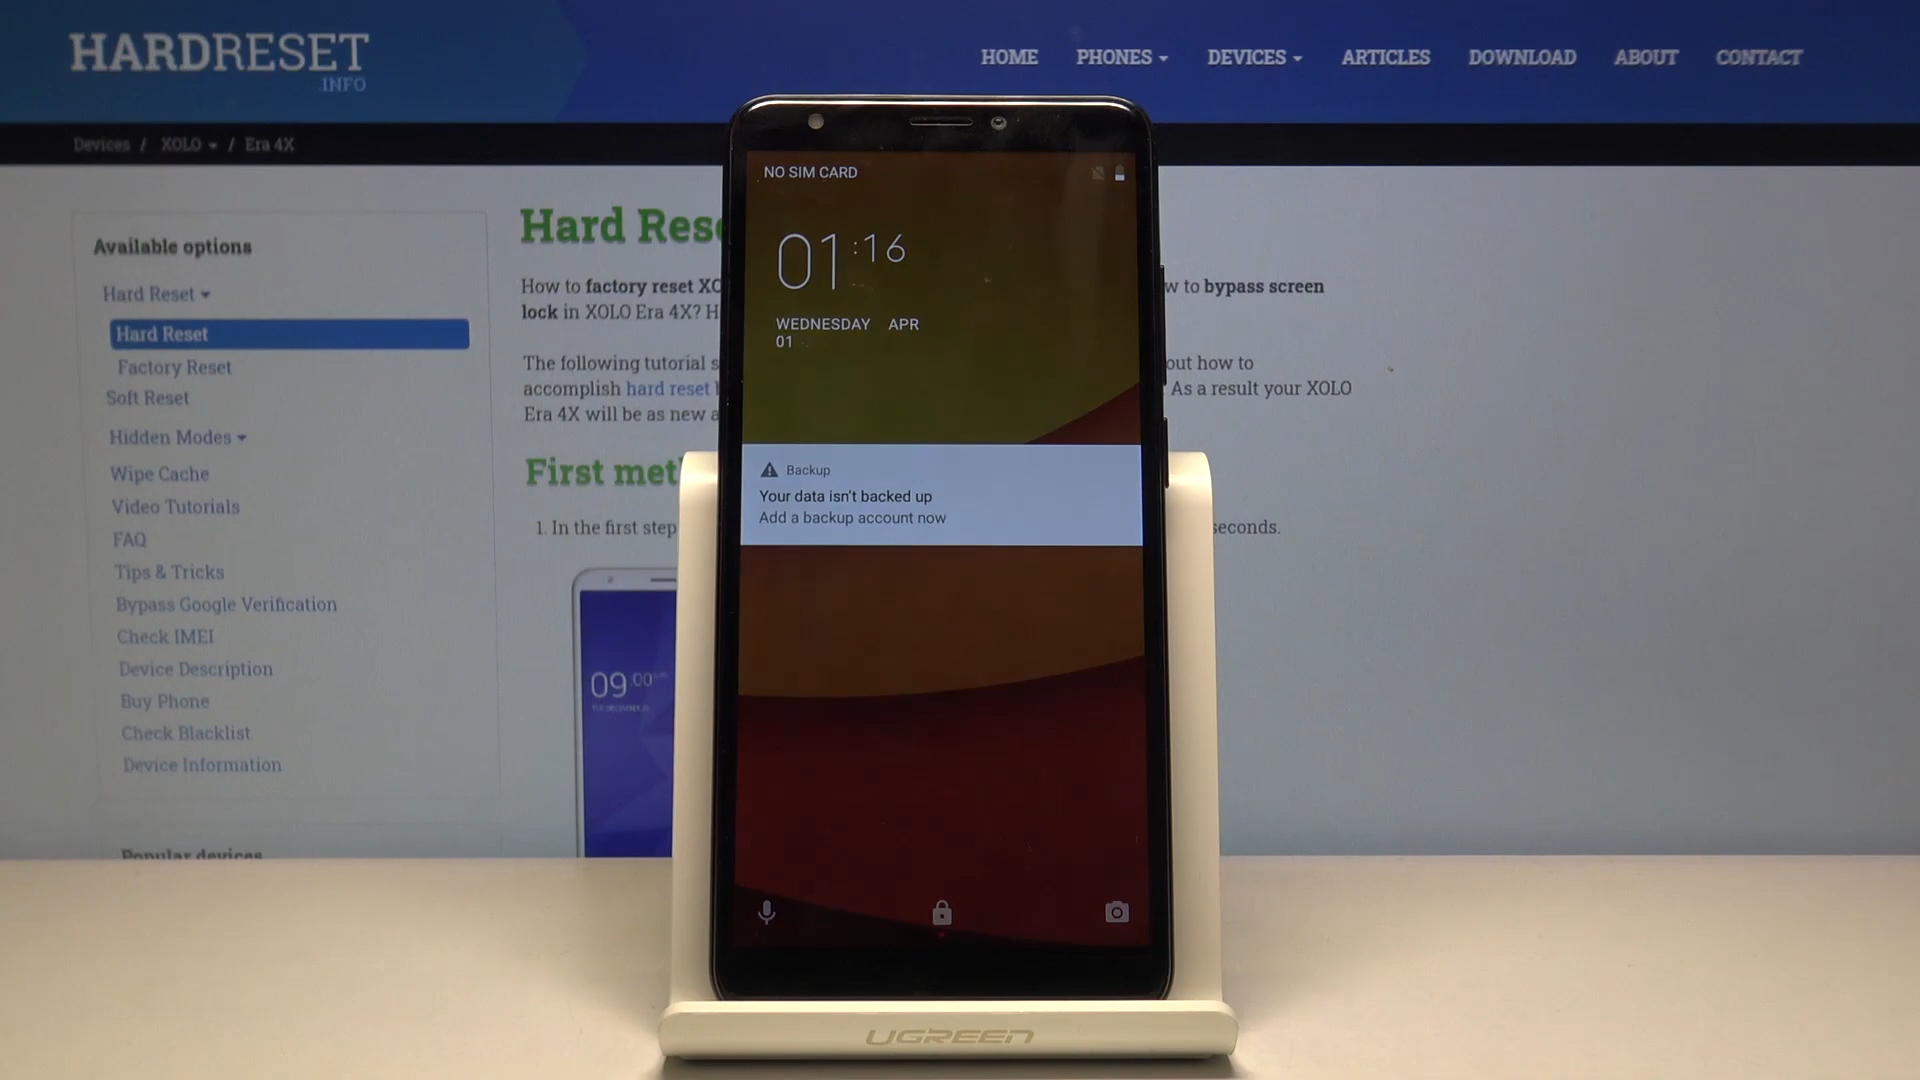 HARDRESET
.INFO
HOME PHONES DEVICES ARTICLES DOWNLOAD ABOUT CONTACT
Devices / XOLO / Era 4X
Available options
Hard Reset
Hard Reset
Factory Reset
Soft Reset
Hidden Modes
Wipe Cache
Video Tutorials
FAQ
Tips & Tricks
Bypass Google Verification
Check IMEI
Device Description
Buy Phone
Check Blacklist
Device Information
Popular devices
Hard Res
How to factory reset XO w to bypass screen
lock in XOLO Era 4X? H
The following tutorial s out how to
accomplish hard reset As a result your XOLO
Era 4X will be as new a
First met
1. In the first step seconds.
09:00
NO SIM CARD
01:16
WEDNESDAY APR
01
Backup
Your data isn't backed up
Add a backup account now
UGREEN